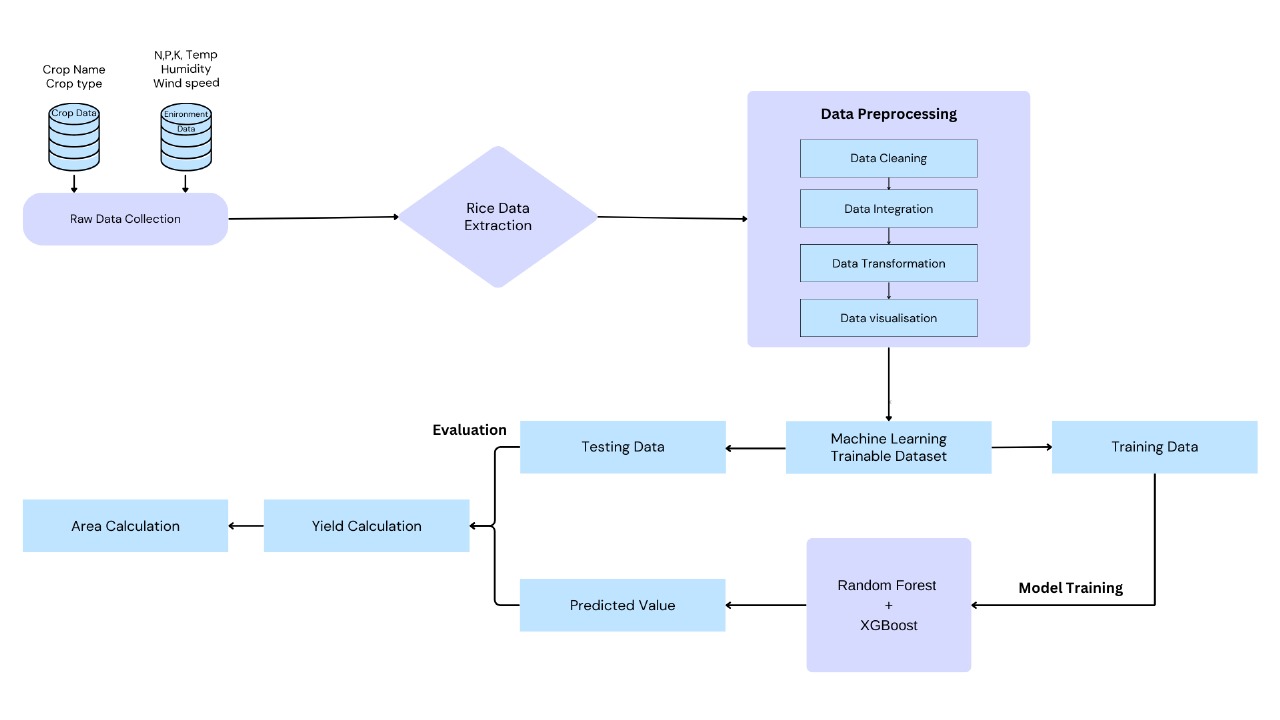 Crop Name
Crop type
N,P,K, Temp
Humidity
Wind speed
Crop Data
Enironment
Data
Raw Data Collection
Rice Data
Extraction
Data Preprocessing
Data Cleaning
Data Integration
Data Transformation
Data visualisation
Evaluation
Testing Data
Machine Learning
Trainable Dataset
Training Data
Area Calculation
Yield Calculation
Predicted Value
Random Forest
+
XGBoost
Model Training